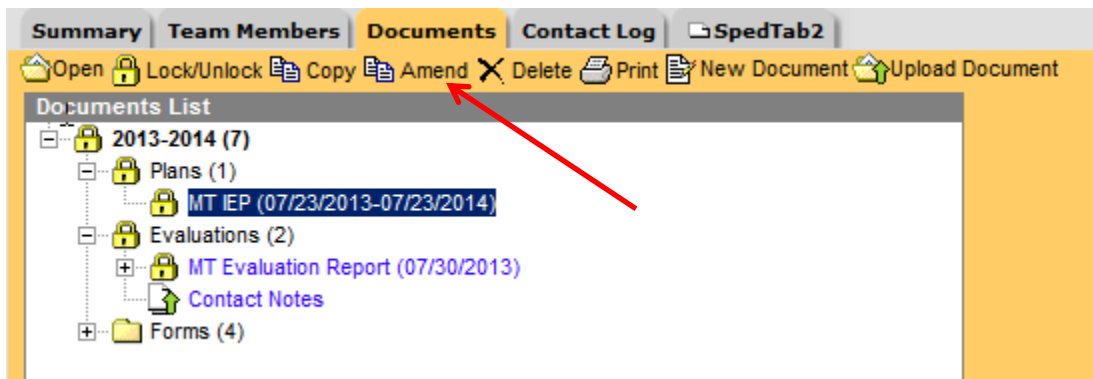 Summary Team Members Documents Contact Log SpedTab2
Open Lock/Unlock Copy Amend Delete Print New Document Upload Document
Documents List
2013-2014 (7)
Plans (1)
MT IEP (07/23/2013-07/23/2014)
Evaluations (2)
MT Evaluation Report (07/30/2013)
Contact Notes
Forms (4)